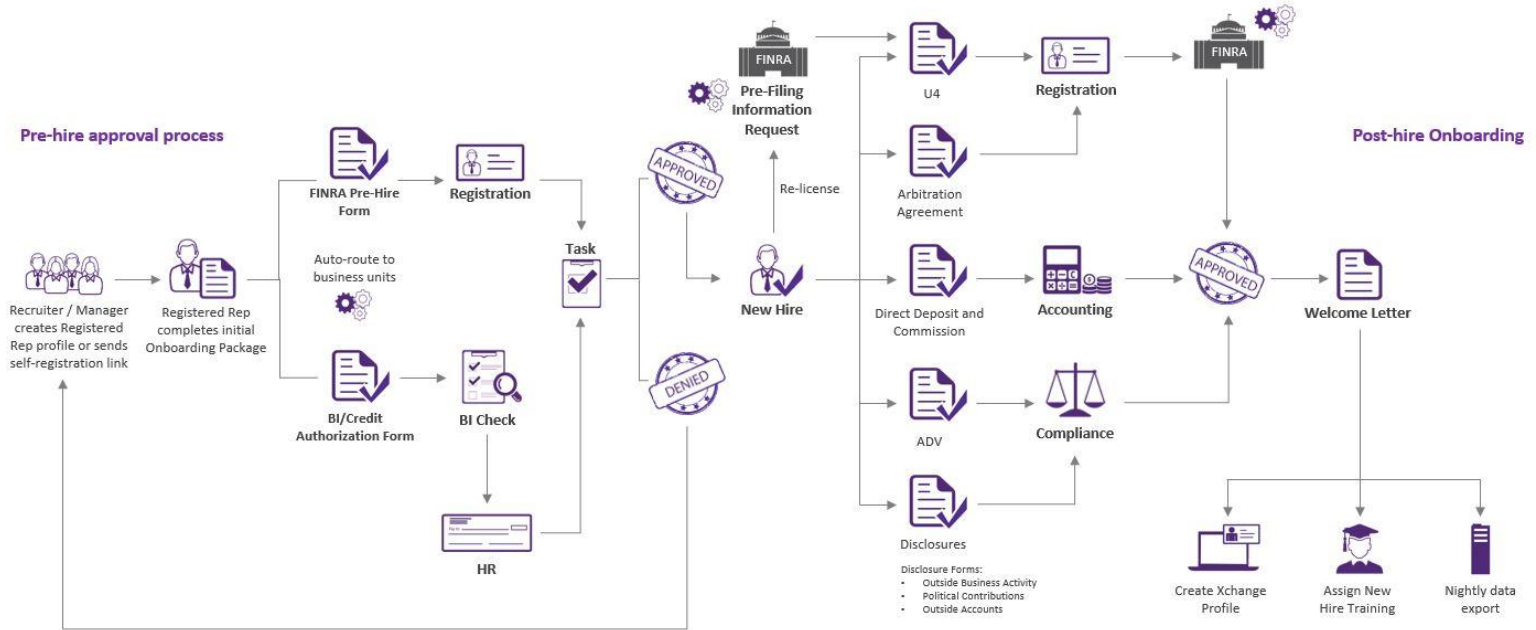 Pre-hire approval process
Recruiter / Manager
creates Registered
Rep profile or sends
self-registration link
Registered Rep
completes initial
Onboarding Package
FINRA Pre-Hire
Form
Registration
Auto-route to
business units
BI/Credit
Authorization Form
BI Check
HR
Task
APPROVED
DENIED
FINRA
Pre-Filing
Information
Request
Re-license
New Hire
U4
Arbitration
Agreement
Direct Deposit and
Commission
ADV
Disclosures
Disclosure Forms:
• Outside Business Activity
• Political Contributions
• Outside Accounts
Registration
Accounting
Compliance
FINRA
APPROVED
Post-hire Onboarding
Welcome Letter
Create Xchange
Profile
Assign New
Hire Training
Nightly data
export